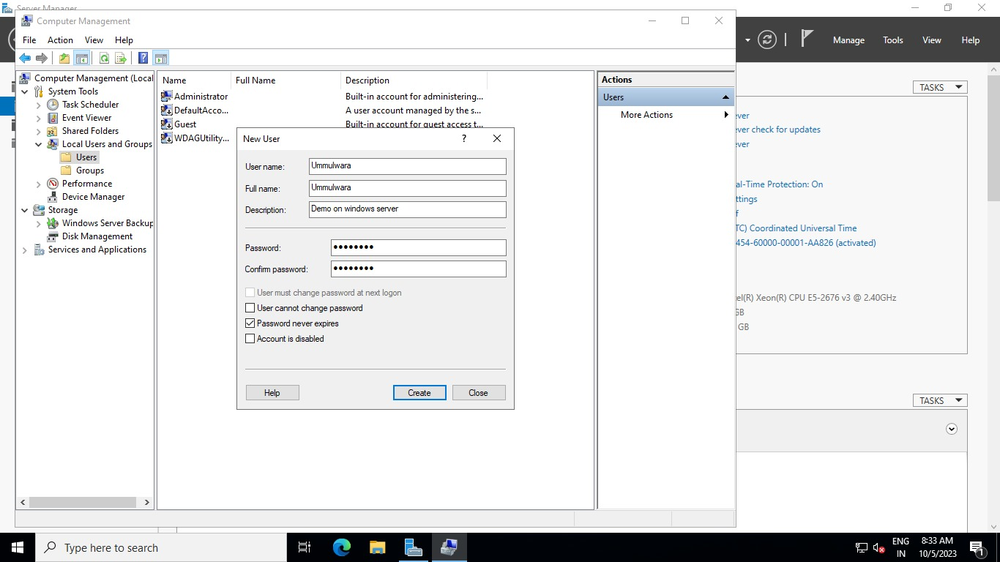 Server Manager
Computer Management
File Action View Help
Manage Tools View Help
Computer Management (Local
System Tools
Task Scheduler
Event Viewer
Shared Folders
Local Users and Groups
Users
Groups
Performance
Device Manager
Storage
Windows Server Backup
Disk Management
Services and Applications
Name Full Name Description
Administrator Built-in account for administering...
DefaultAcco... A user account managed by the s...
Guest Built-in account for guest access t...
WDAGUtility...
Actions
Users
More Actions
New User
?
User name: Ummulwara
Full name: Ummulwara
Description: Demo on windows server
Password: ●●●●●●●●
Confirm password: ●●●●●●●●
User must change password at next logon
User cannot change password
Password never expires
Account is disabled
Help Create Close
TASKS
ever
ever check for updates
ever
al-Time Protection: On
ttings
f
TC) Coordinated Universal Time
454-60000-00001-AA826 (activated)
el(R) Xeon(R) CPU E5-2676 v3 @ 2.40GHz
GB
GB
TASKS
Type here to search
ENG
IN
8:33 AM
10/5/2023
1